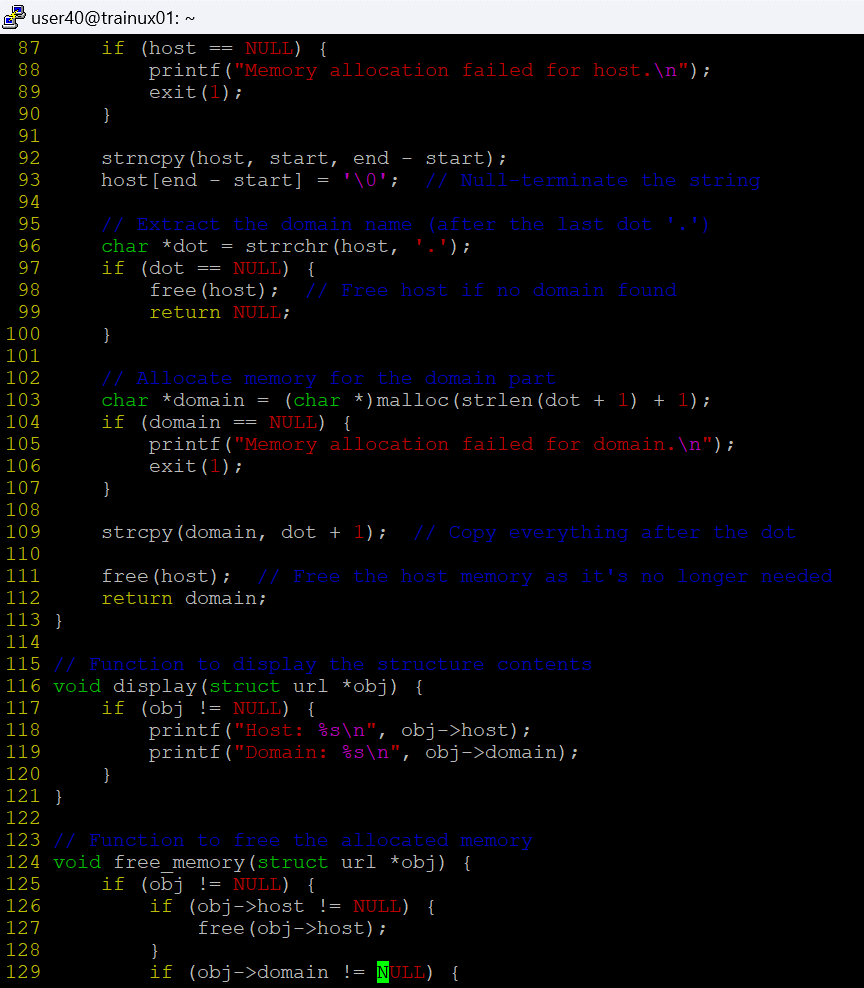 user40@trainux01: ~
87     if (host == NULL) {
88         printf("Memory allocation failed for host.\n");
89         exit(1);
90     }
91
92     strncpy(host, start, end - start);
93     host[end - start] = '\0';  // Null-terminate the string
94
95     // Extract the domain name (after the last dot '.')
96     char *dot = strrchr(host, '.');
97     if (dot == NULL) {
98         free(host);  // Free host if no domain found
99         return NULL;
100     }
101
102     // Allocate memory for the domain part
103     char *domain = (char *)malloc(strlen(dot + 1) + 1);
104     if (domain == NULL) {
105         printf("Memory allocation failed for domain.\n");
106         exit(1);
107     }
108
109     strcpy(domain, dot + 1);  // Copy everything after the dot
110
111     free(host);  // Free the host memory as it's no longer needed
112     return domain;
113 }
114
115 // Function to display the structure contents
116 void display(struct url *obj) {
117     if (obj != NULL) {
118         printf("Host: %s\n", obj->host);
119         printf("Domain: %s\n", obj->domain);
120     }
121 }
122
123 // Function to free the allocated memory
124 void free_memory(struct url *obj) {
125     if (obj != NULL) {
126         if (obj->host != NULL) {
127             free(obj->host);
128         }
129         if (obj->domain != NULL) {